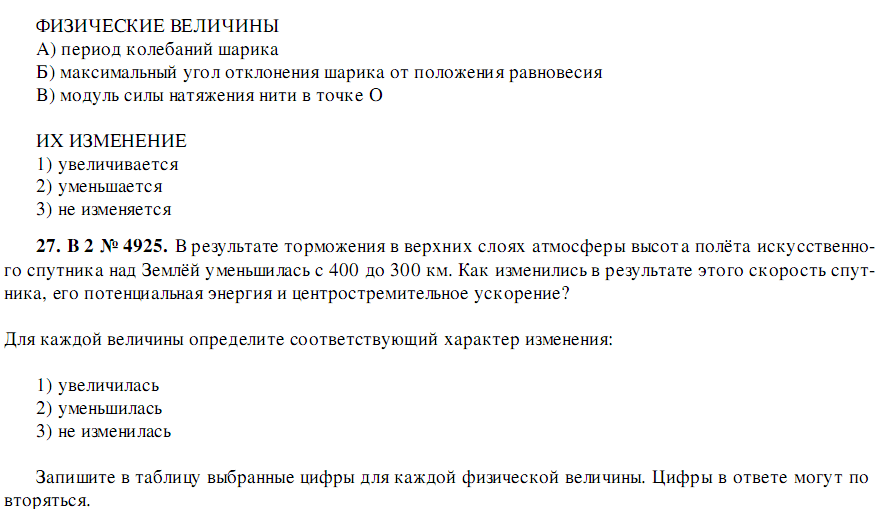 ФИЗИЧЕСКИЕ ВЕЛИЧИНЫ
А) период колебаний шарика
Б) максимальный угол отклонения шарика от положения равновесия
В) модуль силы натяжения нити в точке О
ИХ ИЗМЕНЕНИЕ
1) увеличивается
2) уменьшается
3) не изменяется
27. В 2 № 4925. В результате торможения в верхних слоях атмосферы высота полёта искусственно-
го спутника над Землёй уменьшилась с 400 до 300 км. Как изменились в результате этого скорость спут-
ника, его потенциальная энергия и центростремительное ускорение?
Для каждой величины определите соответствующий характер изменения:
1) увеличилась
2) уменьшилась
3) не изменилась
Запишите в таблицу выбранные цифры для каждой физической величины. Цифры в ответе могут по
вторяться.